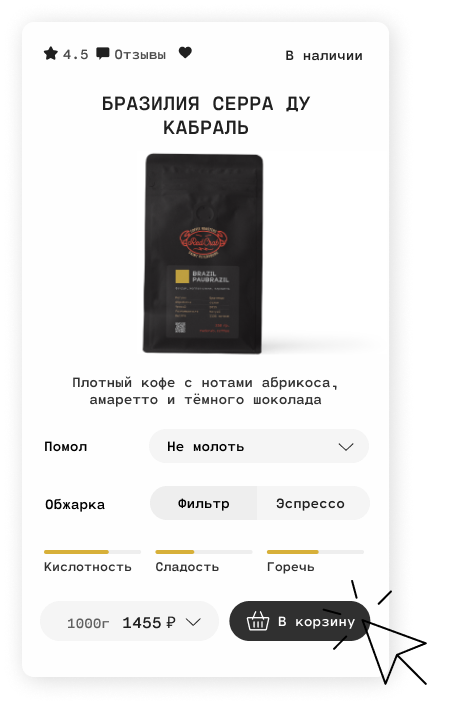 4.5 Отзывы В наличии
БРАЗИЛИЯ СЕРРА ДУ
КАБРАЛЬ
BRAZIL
PAUBRAZIL
Плотный кофе с нотами абрикоса,
амаретто и тёмного шоколада
Помол Не молоть
Обжарка Фильтр Эспрессо
Кислотность Сладость Горечь
1000г 1455 ₽ В корзину